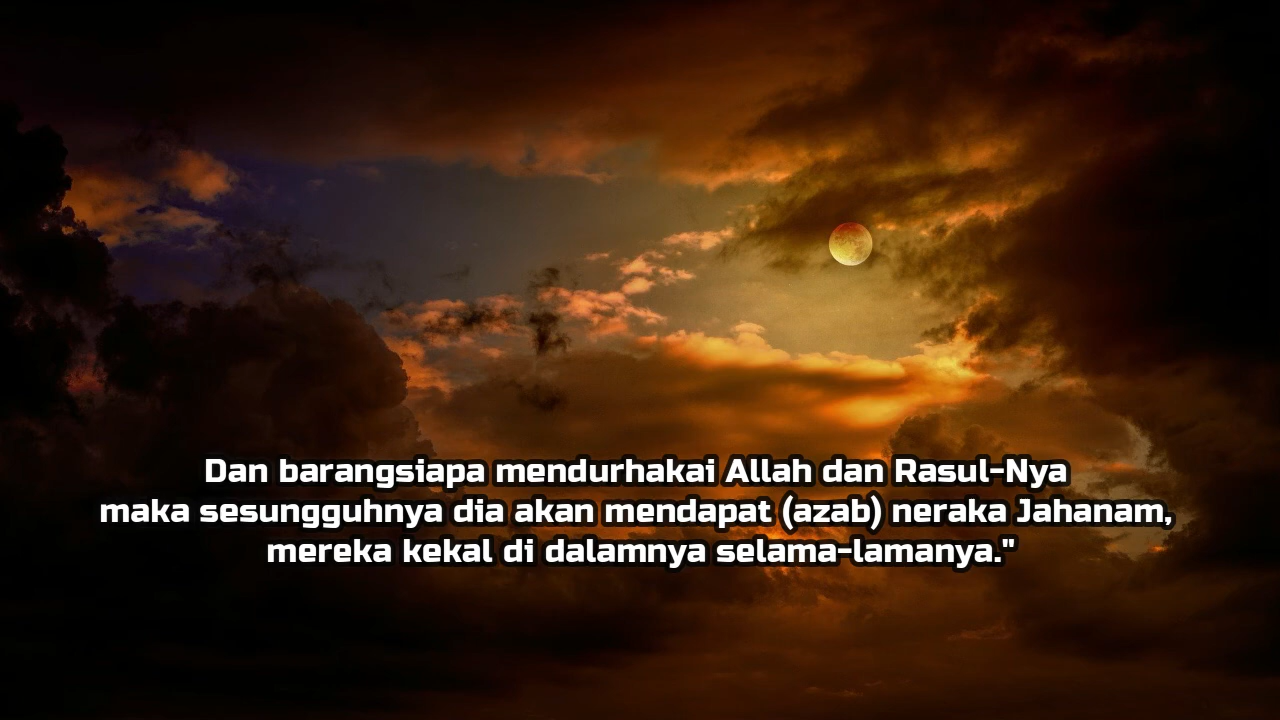 Dan barangsiapa mendurhakai Allah dan Rasul-Nya
maka sesungguhnya dia akan mendapat (azab) neraka Jahanam,
mereka kekal di dalamnya selama-lamanya."